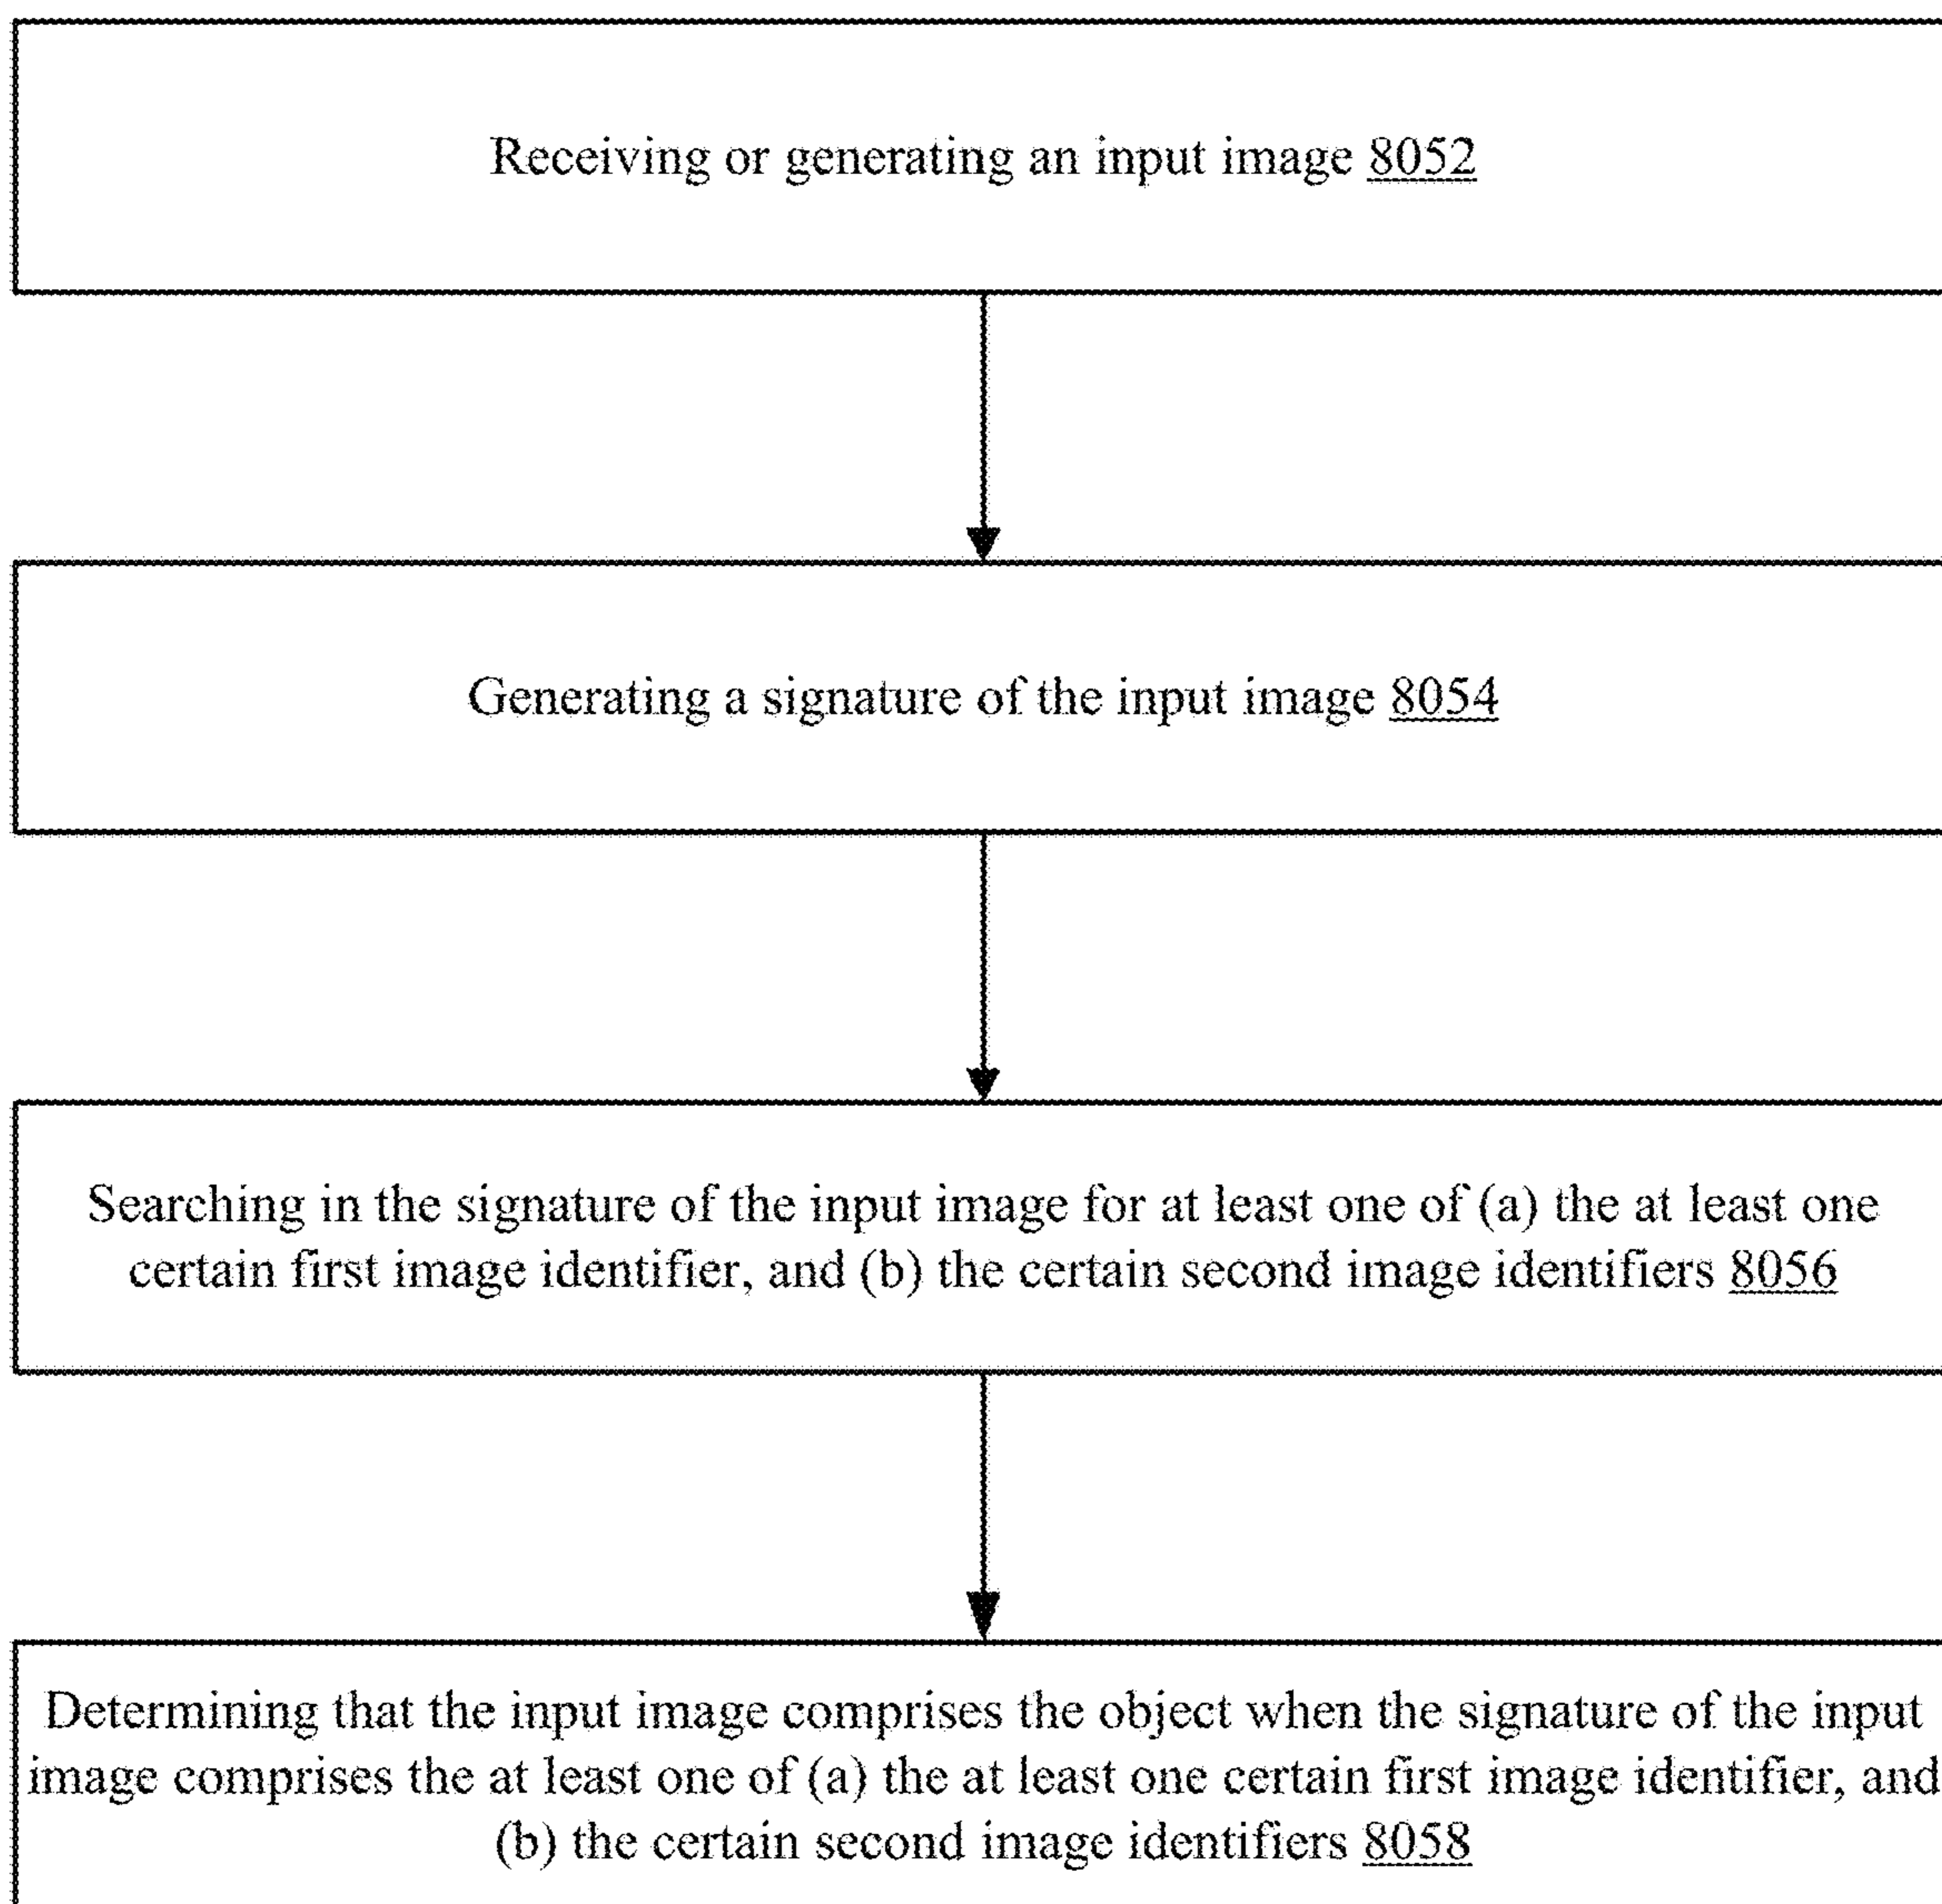 Receiving or generating an input image 8052
Generating a signature of the input image 8054
Searching in the signature of the input image for at least one of (a) the at least one
certain first image identifier, and (b) the certain second image identifiers 8056
Determining that the input image comprises the object when the signature of the input
image comprises the at least one of (a) the at least one certain first image identifier, and
(b) the certain second image identifiers 8058